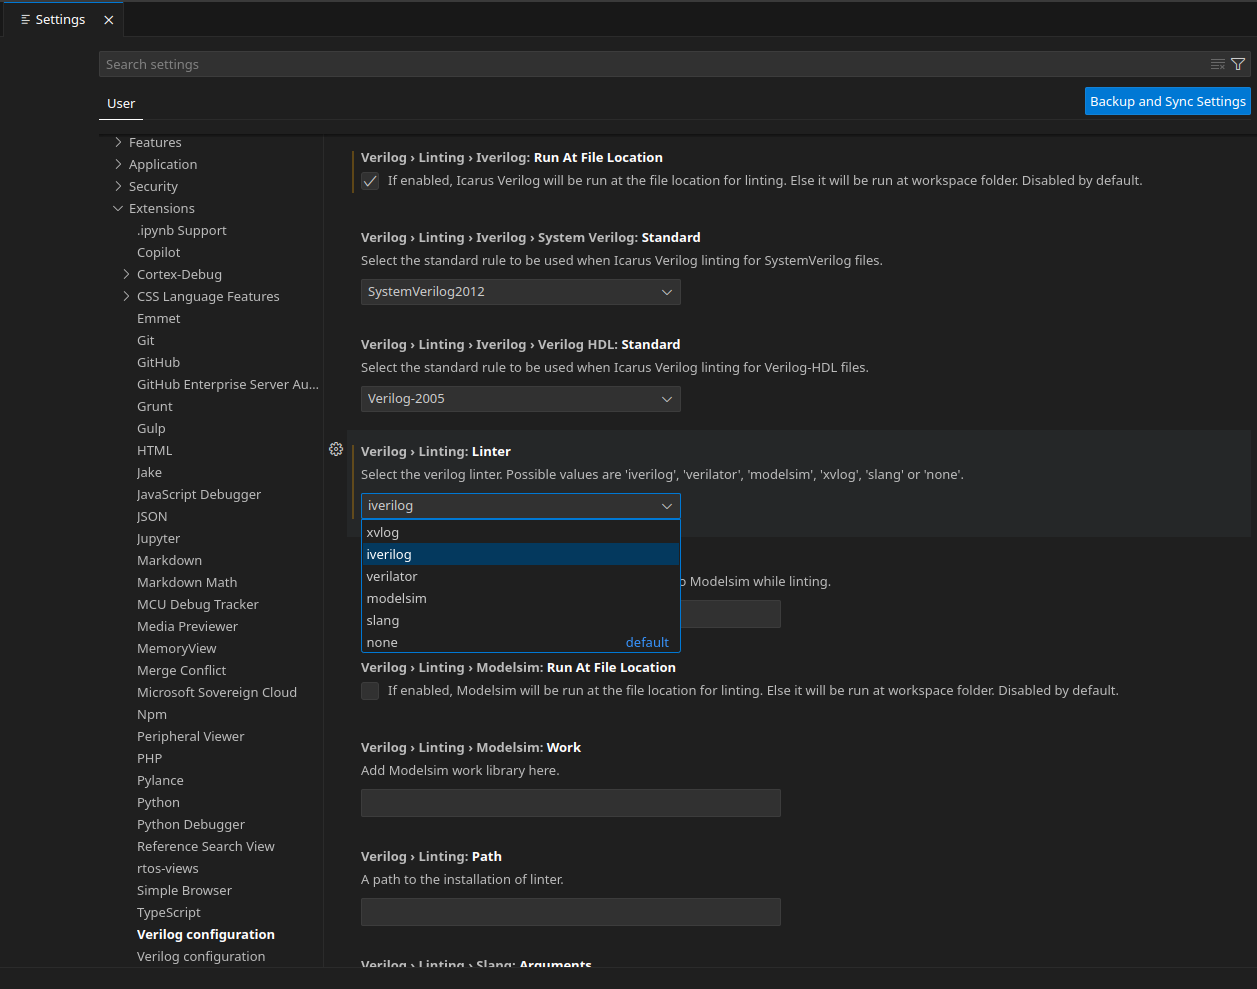 Settings
Search settings
User
Backup and Sync Settings
Features
Application
Security
Extensions
.ipynb Support
Copilot
Cortex-Debug
CSS Language Features
Emmet
Git
GitHub
GitHub Enterprise Server Au...
Grunt
Gulp
HTML
Jake
JavaScript Debugger
JSON
Jupyter
Markdown
Markdown Math
MCU Debug Tracker
Media Previewer
MemoryView
Merge Conflict
Microsoft Sovereign Cloud
Npm
Peripheral Viewer
PHP
Pylance
Python
Python Debugger
Reference Search View
rtos-views
Simple Browser
TypeScript
Verilog configuration
Verilog configuration
Verilog › Linting › Iverilog: Run At File Location
If enabled, Icarus Verilog will be run at the file location for linting. Else it will be run at workspace folder. Disabled by default.
Verilog › Linting › Iverilog › System Verilog: Standard
Select the standard rule to be used when Icarus Verilog linting for SystemVerilog files.
SystemVerilog2012
Verilog › Linting › Iverilog › Verilog HDL: Standard
Select the standard rule to be used when Icarus Verilog linting for Verilog-HDL files.
Verilog-2005
Verilog › Linting: Linter
Select the verilog linter. Possible values are 'iverilog', 'verilator', 'modelsim', 'xvlog', 'slang' or 'none'.
iverilog
xvlog
iverilog
verilator
modelsim
slang
none default
Modelsim while linting.
Verilog › Linting › Modelsim: Run At File Location
If enabled, Modelsim will be run at the file location for linting. Else it will be run at workspace folder. Disabled by default.
Verilog › Linting › Modelsim: Work
Add Modelsim work library here.
Verilog › Linting: Path
A path to the installation of linter.
Verilog › Linting › Slang: Arguments